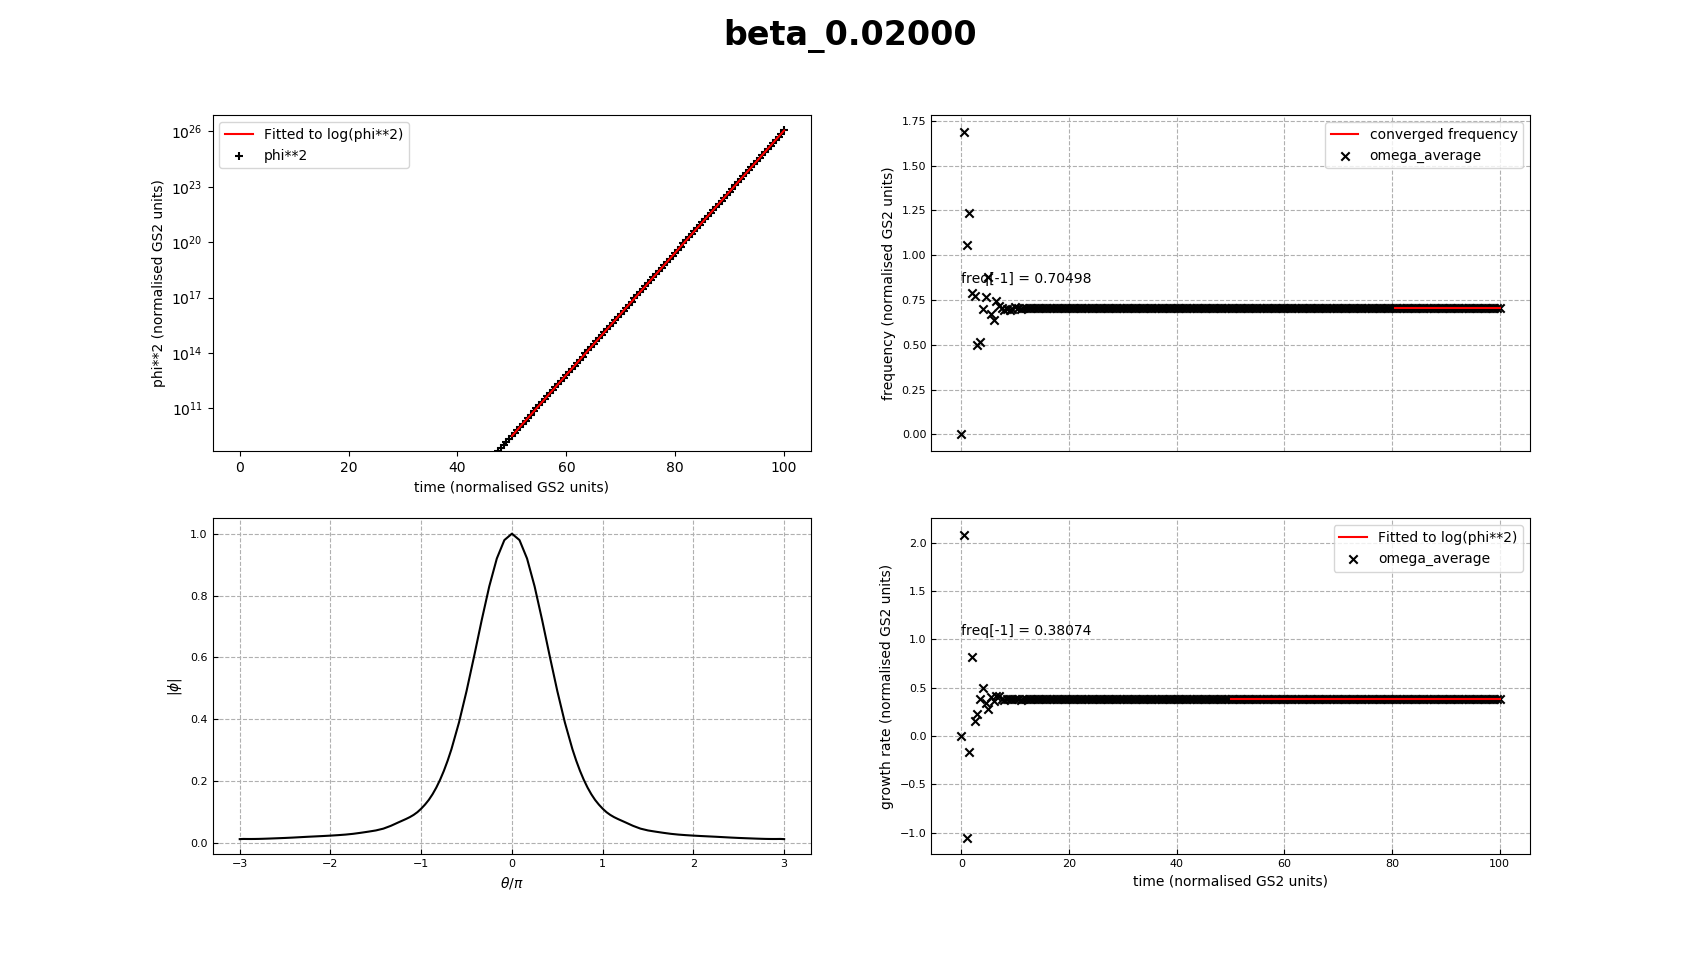 beta_0.02000
Fitted to log(phi**2)
phi**2
10^26
10^23
10^20
10^17
10^14
10^11
phi**2 (normalised GS2 units)
0 20 40 60 80 100
time (normalised GS2 units)
converged frequency
omega_average
1.75
1.50
1.25
1.00
0.75
0.50
0.25
0.00
frequency (normalised GS2 units)
freq[-1] = 0.70498
1.0
0.8
0.6
0.4
0.2
0.0
|ϕ|
−3 −2 −1 0 1 2 3
θ/π
Fitted to log(phi**2)
omega_average
2.0
1.5
1.0
0.5
0.0
−0.5
−1.0
growth rate (normalised GS2 units)
freq[-1] = 0.38074
0 20 40 60 80 100
time (normalised GS2 units)